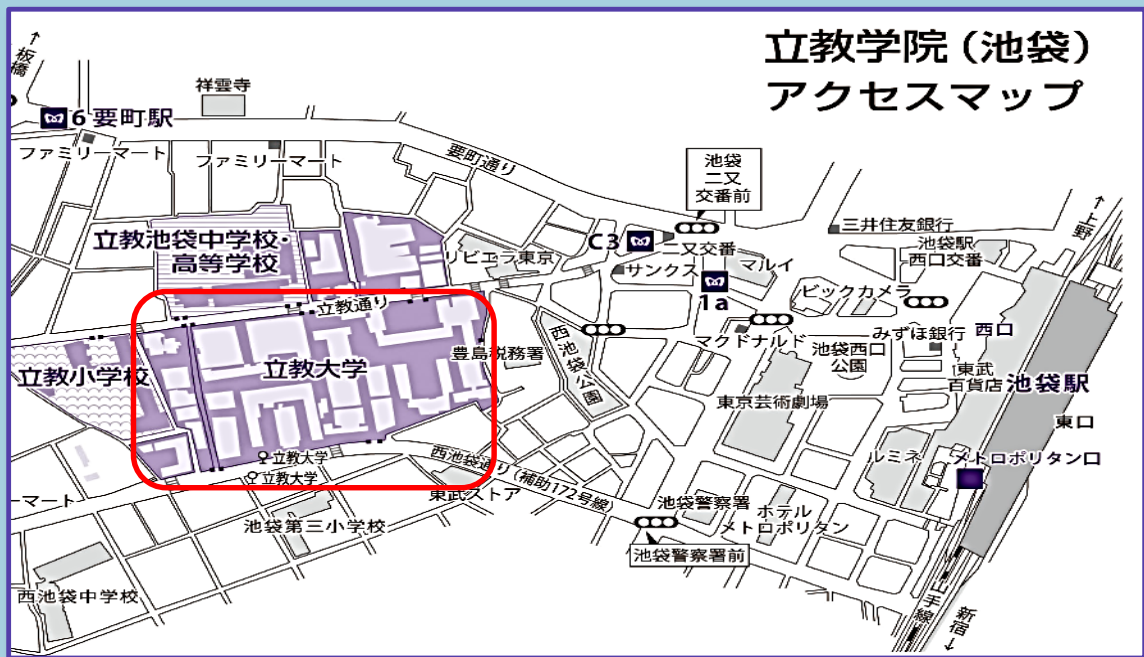 立教学院（池袋）
アクセスマップ
↑
板橋
祥雲寺
6 要町駅
ファミリーマート
ファミリーマート
要町通り
池袋
二又
交番前
↑
上野
三井住友銀行
池袋駅
西口交番
立教池袋中学校・
高等学校
C3
二又交番
リビエラ東京
サンクス
マルイ
1a
ビックカメラ
立教通り
マクドナルド
みずほ銀行
西口
豊島税務署
西池袋公園
池袋西口
公園
東武
百貨店
池袋駅
立教小学校
立教大学
東京芸術劇場
東口
立教大学
立教大学
西池袋通り（補助172号線）
ルミネ
メトロポリタン口
ーマート
東武ストア
池袋警察署
ホテル
メトロポリタン
池袋第三小学校
池袋警察署前
西池袋中学校
山手線
新宿
↓